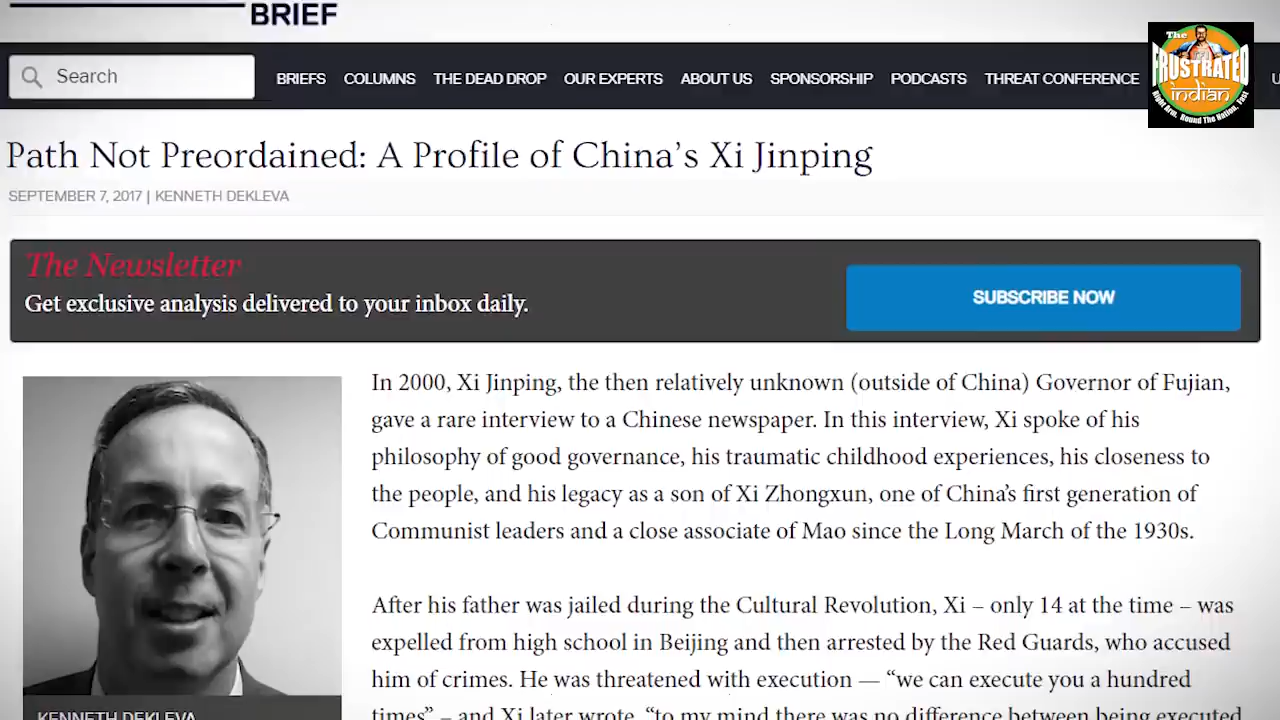 BRIEF
Search
BRIEFS COLUMNS THE DEAD DROP OUR EXPERTS ABOUT US SPONSORSHIP PODCASTS THREAT CONFERENCE U
The
FRUSTRATED
indian
Right Arm, Round The Nation, Fast
Path Not Preordained: A Profile of China's Xi Jinping
SEPTEMBER 7, 2017 | KENNETH DEKLEVA
The Newsletter
Get exclusive analysis delivered to your inbox daily.
SUBSCRIBE NOW
In 2000, Xi Jinping, the then relatively unknown (outside of China) Governor of Fujian,
gave a rare interview to a Chinese newspaper. In this interview, Xi spoke of his
philosophy of good governance, his traumatic childhood experiences, his closeness to
the people, and his legacy as a son of Xi Zhongxun, one of China's first generation of
Communist leaders and a close associate of Mao since the Long March of the 1930s.
After his father was jailed during the Cultural Revolution, Xi – only 14 at the time – was
expelled from high school in Beijing and then arrested by the Red Guards, who accused
him of crimes. He was threatened with execution — “we can execute you a hundred
times” – and Xi later wrote, “to my mind there was no difference between being executed
KENNETH DEKLEVA